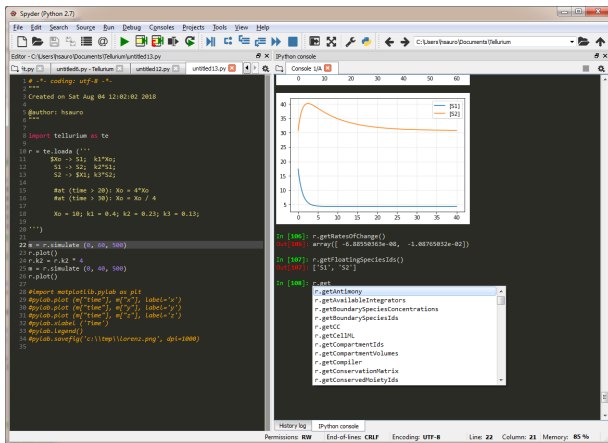 Spyder (Python 2.7)
File Edit Search Source Run Debug Consoles Projects Tools View Help
C:\Users\hsauro\Documents\Tellurium
Editor - C:\Users\hsauro\Documents\Tellurium\untitled13.py
untitled6.py - Tellurium untitled12.py untitled13.py
1 # -*- coding: utf-8 -*-
2 """
3 Created on Sat Aug 04 12:02:02 2018
4
5 @author: hsauro
6 """
7
8 import tellurium as te
9
10 r = te.loada ('''
11 $Xo -> S1; k1*Xo;
12 S1 -> S2; k2*S1;
13 S2 -> $X1; k3*S2;
14
15 #at (time > 20): Xo = 4*Xo
16 #at (time > 30): Xo = Xo / 4
17
18 Xo = 10; k1 = 0.4; k2 = 0.23; k3 = 0.13;
19
20 ''')
21
22 m = r.simulate (0, 60, 500)
23 r.plot()
24 r.k2 = r.k2 * 4
25 m = r.simulate (0, 40, 500)
26 r.plot()
27
28 #import matplotlib.pylab as plt
29 #pylab.plot (m["time"], m["x"], label='x')
30 #pylab.plot (m["time"], m["y"], label='y')
31 #pylab.plot (m["time"], m["z"], label='z')
32 #pylab.xlabel ('Time')
33 #pylab.legend()
34 #pylab.savefig('c:\\tmp\\lorenz.png', dpi=1000)
35
IPython console
Console 1/A
0 10 20 30 40 50 60
[S1]
[S2]
40
35
30
25
20
15
10
5
0 5 10 15 20 25 30 35 40
In [106]: r.getRatesOfChange()
Out[106]: array([ -6.88550363e-08, -1.08765032e-02])
In [107]: r.getFloatingSpeciesIds()
Out[107]: ['S1', 'S2']
In [108]: r.get
r.getAntimony
r.getAvailableIntegrators
r.getBoundarySpeciesConcentrations
r.getBoundarySpeciesIds
r.getCC
r.getCellML
r.getCompartmentIds
r.getCompartmentVolumes
r.getCompiler
r.getConservationMatrix
r.getConservedMoietyIds
History log IPython console
Permissions: RW End-of-lines: CRLF Encoding: UTF-8 Line: 22 Column: 21 Memory: 85 %